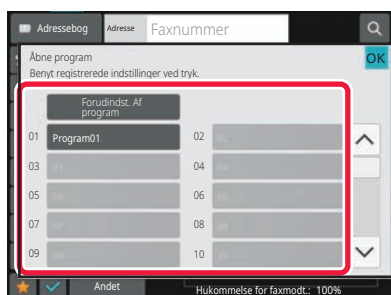 Adressebog Adresse Faxnummer
Åbne program OK
Benyt registrerede indstillinger ved tryk.
Forudindst. Af
program
01 Program01 02
03 04
05 06
07 08
09 10
Andet Hukommelse for faxmodt.: 100%